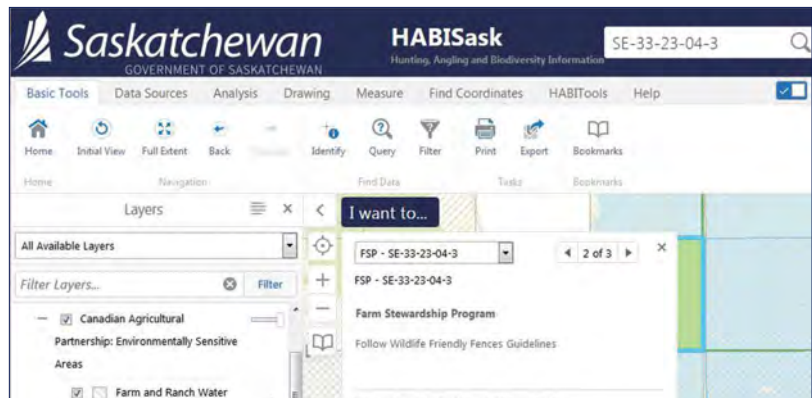 Saskatchewan
GOVERNMENT OF SASKATCHEWAN
HABISask
Hunting, Angling and Biodiversity Information
SE-33-23-04-3
Basic Tools Data Sources Analysis Drawing Measure Find Coordinates HABITools Help
Home Initial View Full Extent Back Identify Query Filter Print Export Bookmarks
Home Navigation Find Data Tasks Bookmarks
Layers
I want to...
All Available Layers
FSP - SE-33-23-04-3
2 of 3
Filter Layers...
Filter
FSP - SE-33-23-04-3
Canadian Agricultural
Partnership: Environmentally Sensitive
Areas
Farm Stewardship Program
Follow Wildlife Friendly Fences Guidelines
Farm and Ranch Water